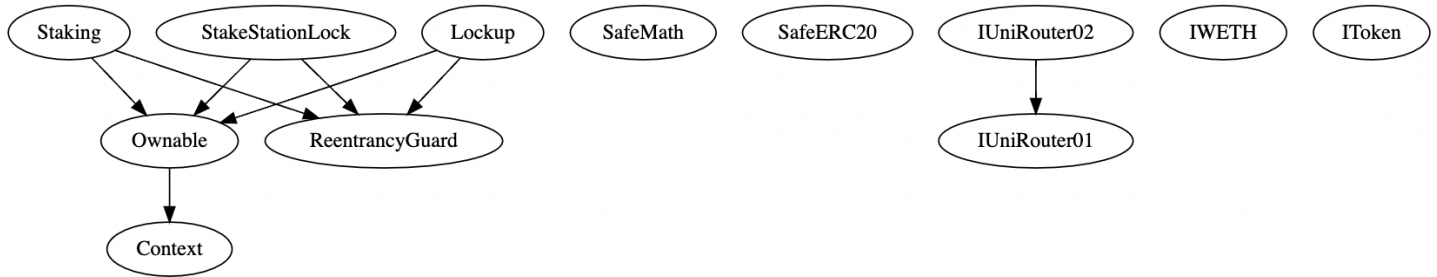 Staking
StakeStationLock
Lockup
SafeMath
SafeERC20
IUniRouter02
IWETH
IToken
Ownable
ReentrancyGuard
IUniRouter01
Context